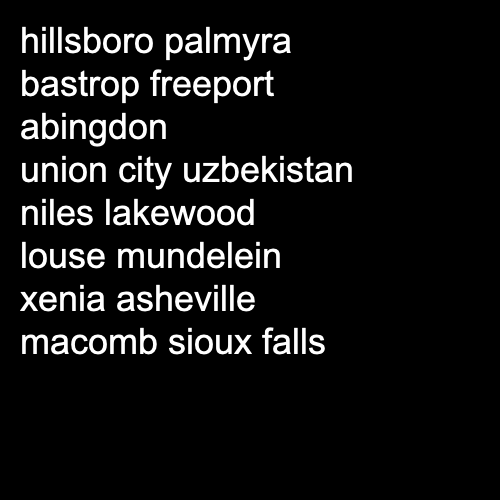 hillsboro palmyra
bastrop freeport
abingdon
union city uzbekistan
niles lakewood
louse mundelein
xenia asheville
macomb sioux falls